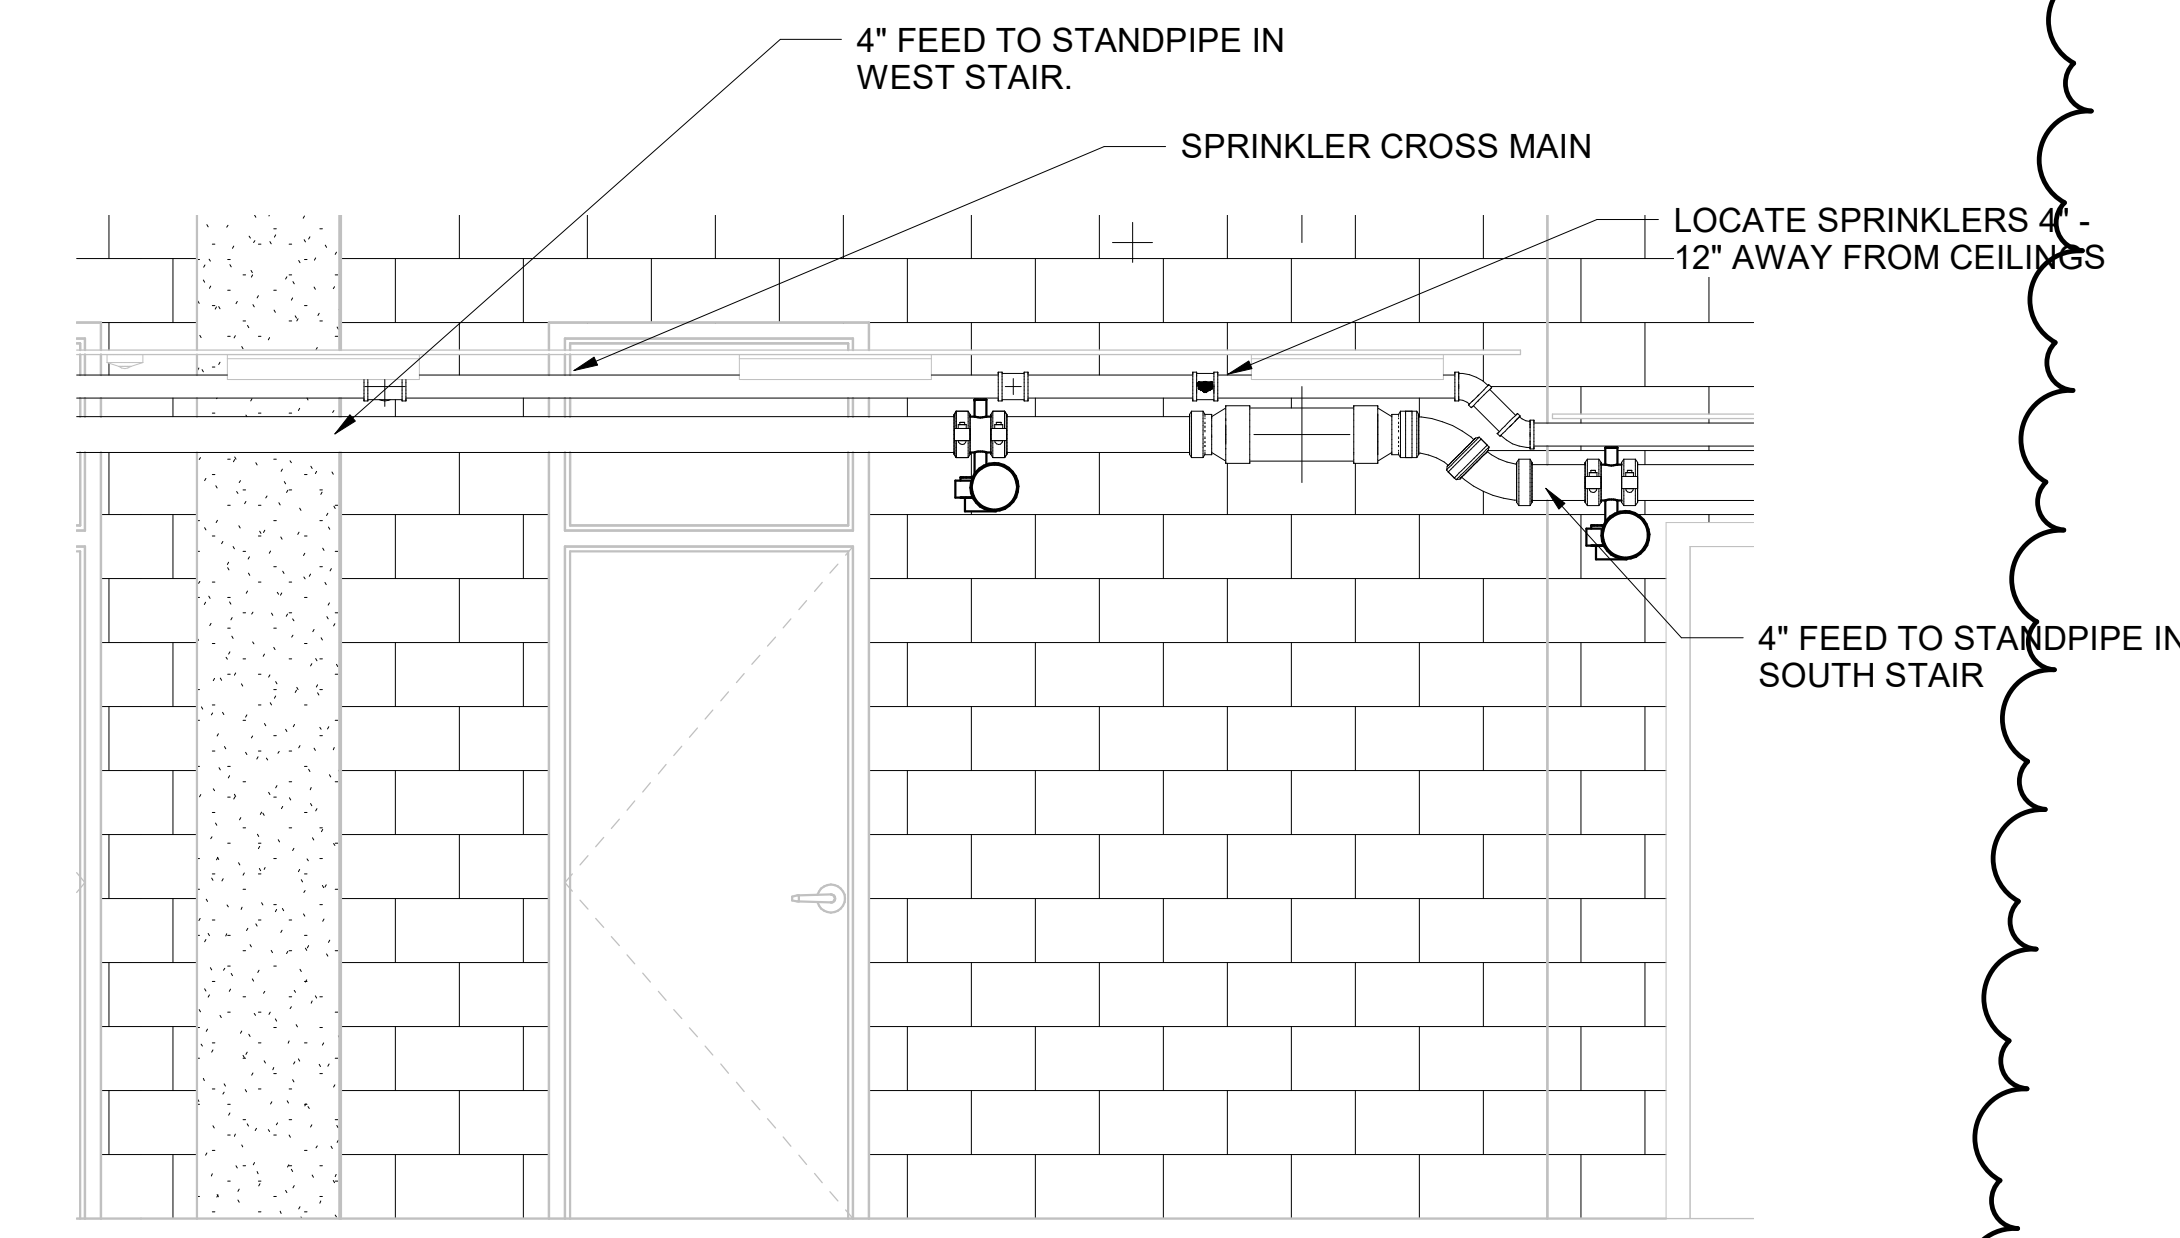 4" FEED TO STANDPIPE IN
WEST STAIR.
SPRINKLER CROSS MAIN
LOCATE SPRINKLERS 4" -
12" AWAY FROM CEILINGS
4" FEED TO STANDPIPE IN
SOUTH STAIR